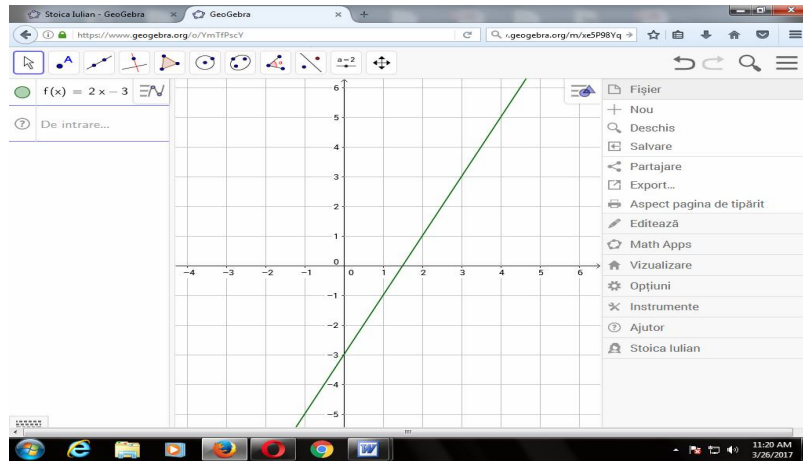 Stoica Iulian - GeoGebra × GeoGebra × +
https://www.geogebra.org/o/YmTfPscY .geogebra.org/m/xe5P98Yq
A a=2
f(x) = 2 x − 3
De intrare...
6
5
4
3
2
1
0
−4 −3 −2 −1 0 1 2 3 4 5 6
−1
−2
−3
−4
−5
Fișier
Nou
Deschis
Salvare
Partajare
Export...
Aspect pagina de tipărit
Editează
Math Apps
Vizualizare
Opțiuni
Instrumente
Ajutor
Stoica Iulian
11:20 AM
3/26/2017